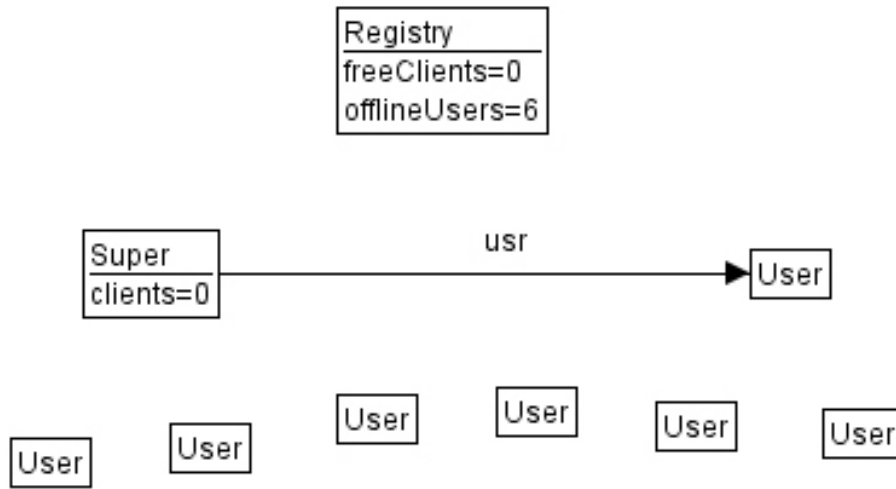 Registry
freeClients=0
offlineUsers=6
usr
Super
clients=0
User
User
User
User
User
User
User